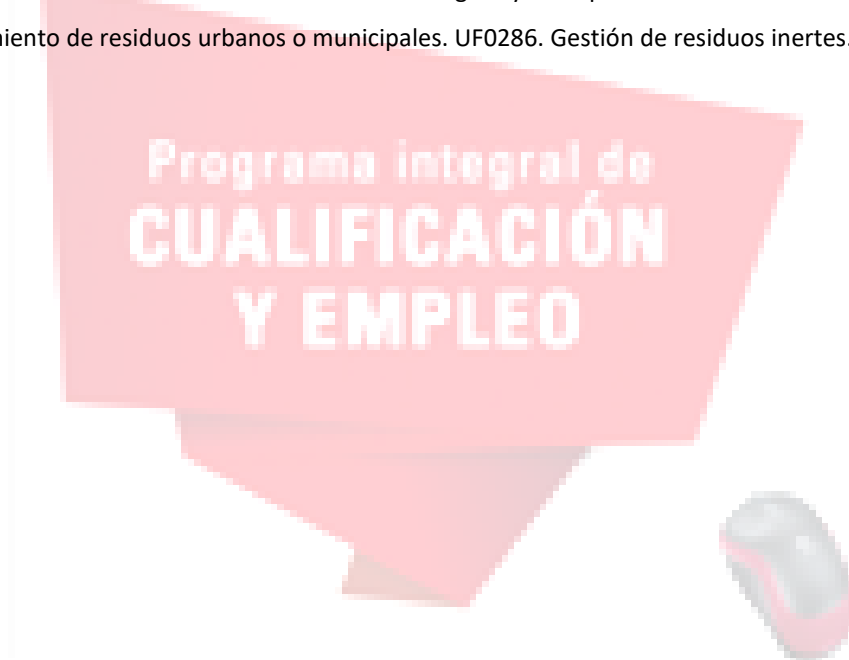 miento de residuos urbanos o municipales. UF0286. Gestión de residuos inertes.
Programa integral de
CUALIFICACIÓN
Y EMPLEO